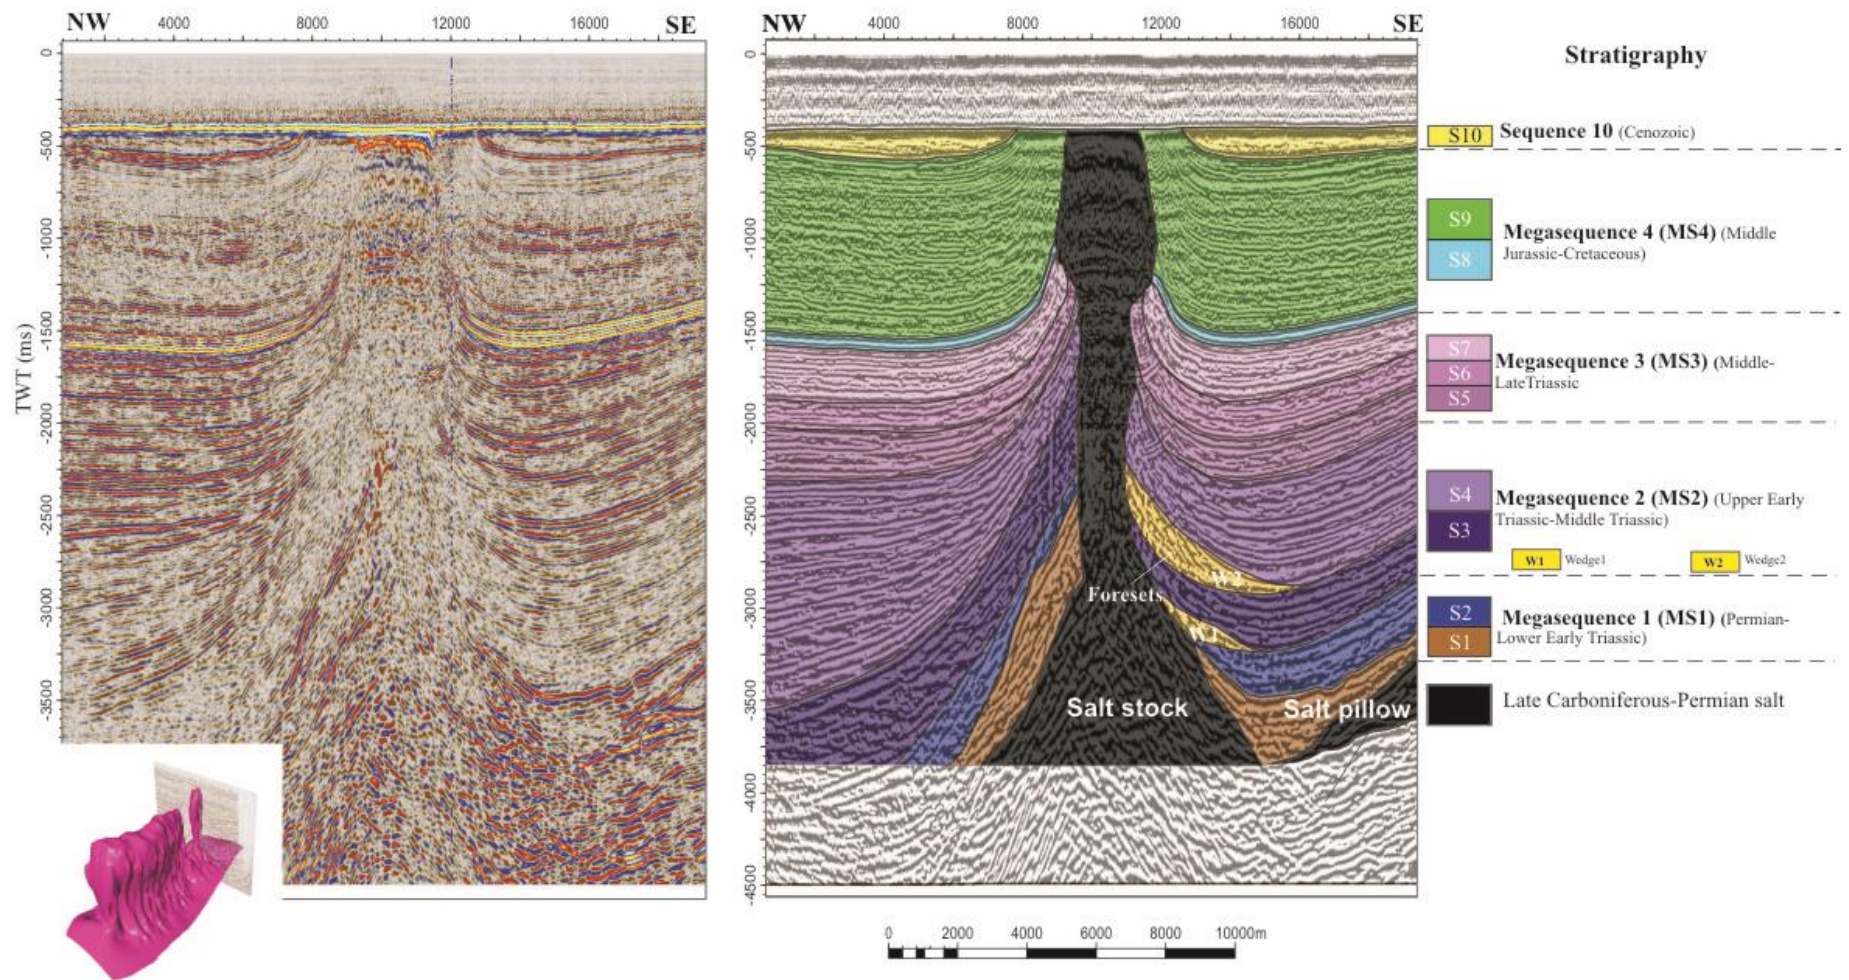 NW 4000 8000 12000 16000 SE
NW 4000 8000 12000 16000 SE
TWT (ms)
0
-500
-1000
-1500
-2000
-2500
-3000
-3500
-4000
-4500
0
-500
-1000
-1500
-2000
-2500
-3000
-3500
-4000
-4500
W2
Foresets
W1
Salt stock
Salt pillow
0 2000 4000 6000 8000 10000m
Stratigraphy
S10 Sequence 10 (Cenozoic)
S9
Megasequence 4 (MS4) (Middle
Jurassic-Cretaceous)
S8
S7
Megasequence 3 (MS3) (Middle-
S6
LateTriassic
S5
S4
Megasequence 2 (MS2) (Upper Early
Triassic-Middle Triassic)
S3
W1 Wedge1 W2 Wedge2
S2
Megasequence 1 (MS1) (Permian-
Lower Early Triassic)
S1
Late Carboniferous-Permian salt